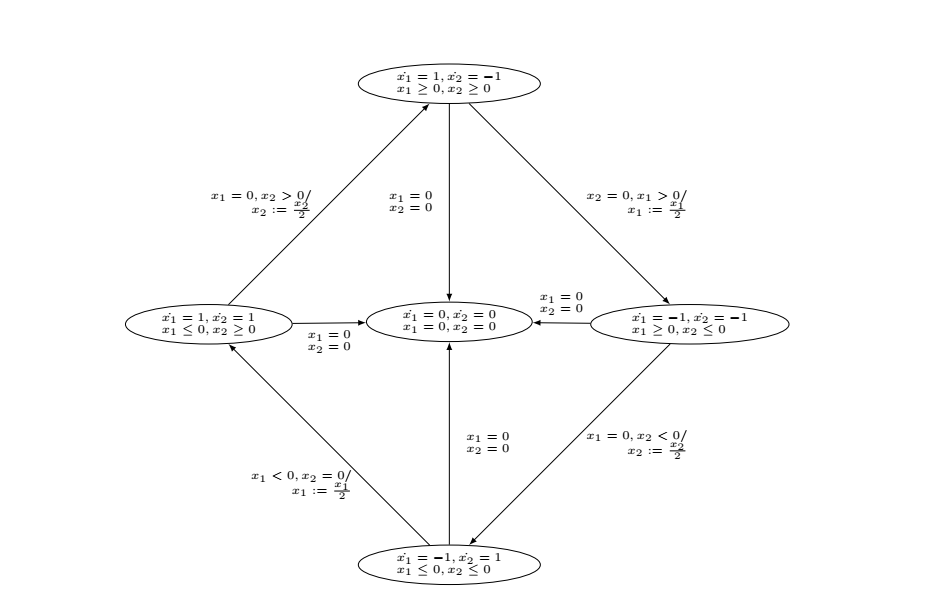 ẋ₁ = 1, ẋ₂ = −1
x₁ ≥ 0, x₂ ≥ 0
x₁ = 0, x₂ > 0/
x₂ := x₂/2
x₁ = 0
x₂ = 0
x₂ = 0, x₁ > 0/
x₁ := x₁/2
ẋ₁ = 1, ẋ₂ = 1
x₁ ≤ 0, x₂ ≥ 0
x₁ = 0
x₂ = 0
ẋ₁ = 0, ẋ₂ = 0
x₁ = 0, x₂ = 0
x₁ = 0
x₂ = 0
ẋ₁ = −1, ẋ₂ = −1
x₁ ≥ 0, x₂ ≤ 0
x₁ < 0, x₂ = 0/
x₁ := x₁/2
x₁ = 0
x₂ = 0
x₁ = 0, x₂ < 0/
x₂ := x₂/2
ẋ₁ = −1, ẋ₂ = 1
x₁ ≤ 0, x₂ ≤ 0